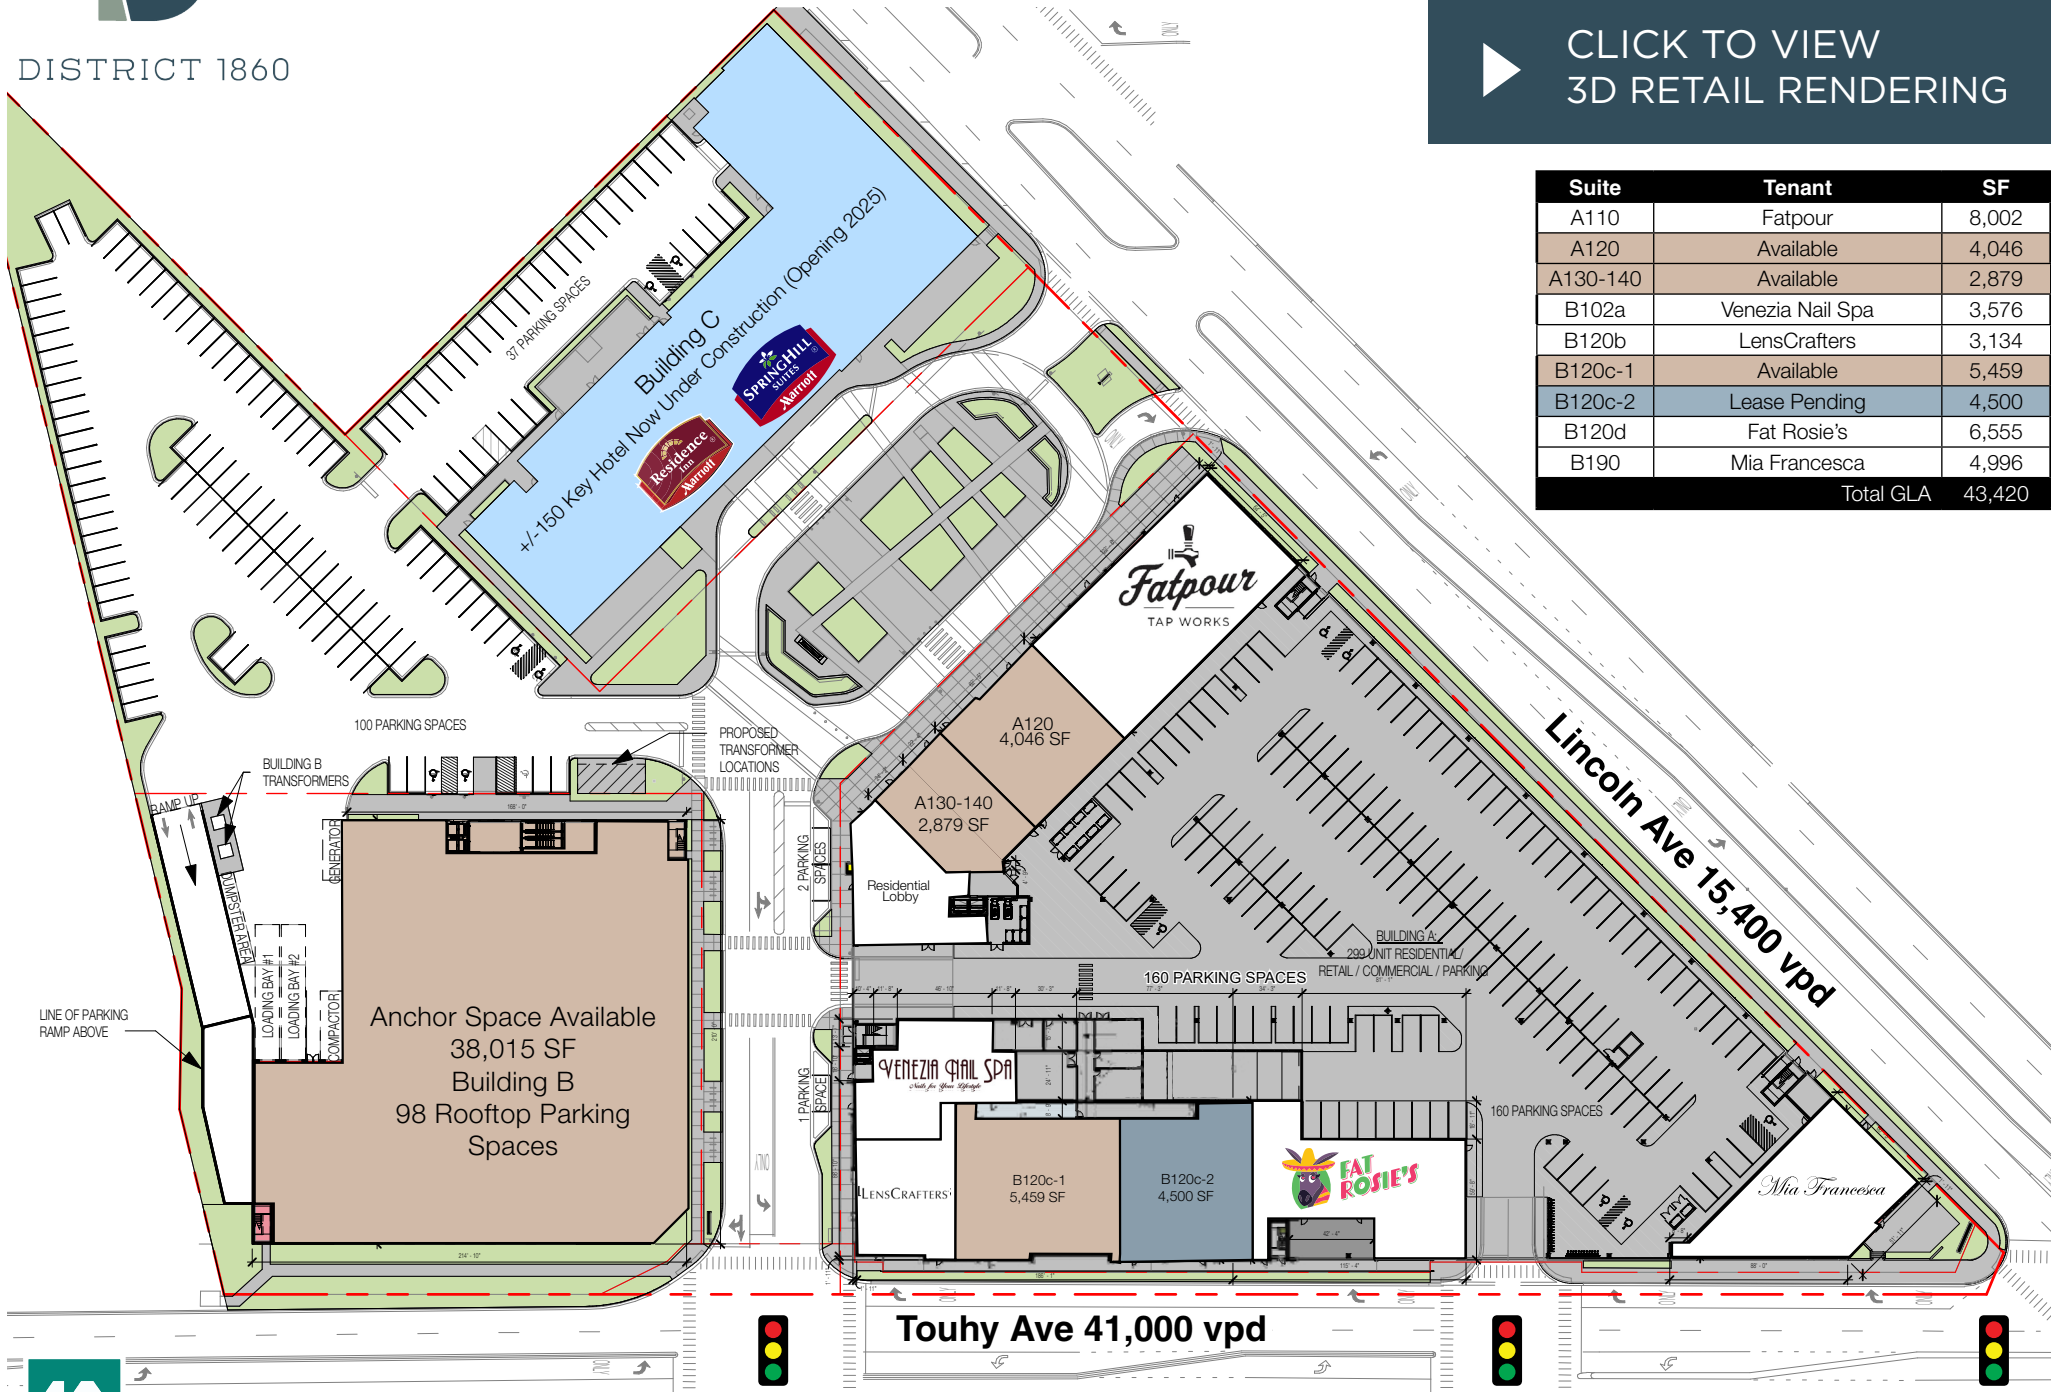 DISTRICT 1860
CLICK TO VIEW
3D RETAIL RENDERING
Suite Tenant SF
A110 Fatpour 8,002
A120 Available 4,046
A130-140 Available 2,879
B102a Venezia Nail Spa 3,576
B120b LensCrafters 3,134
B120c-1 Available 5,459
B120c-2 Lease Pending 4,500
B120d Fat Rosie's 6,555
B190 Mia Francesca 4,996
Total GLA 43,420
37 PARKING SPACES
Building C
+/-150 Key Hotel Now Under Construction (Opening 2025)
SPRINGHILL
SUITES
Marriott
Residence
Inn
Marriott
Fatpour
TAP WORKS
A120
4,046 SF
A130-140
2,879 SF
Residential
Lobby
100 PARKING SPACES
PROPOSED
TRANSFORMER
LOCATIONS
BUILDING B
TRANSFORMERS
RAMP UP
GENERATOR
DUMPSTER AREA
LOADING BAY #1
LOADING BAY #2
COMPACTOR
LINE OF PARKING
RAMP ABOVE
168' - 0"
Anchor Space Available
38,015 SF
Building B
98 Rooftop Parking
Spaces
214' - 10"
2 PARKING
SPACES
1 PARKING
SPACE
ONLY
BUILDING A:
299 UNIT RESIDENTIAL/
RETAIL / COMMERCIAL / PARKING
160 PARKING SPACES
VENEZIA NAIL SPA
Nails for Your Lifestyle
LENSCRAFTERS
B120c-1
5,459 SF
B120c-2
4,500 SF
FAT
ROSIE'S
160 PARKING SPACES
Mia Francesca
Lincoln Ave 15,400 vpd
Touhy Ave 41,000 vpd